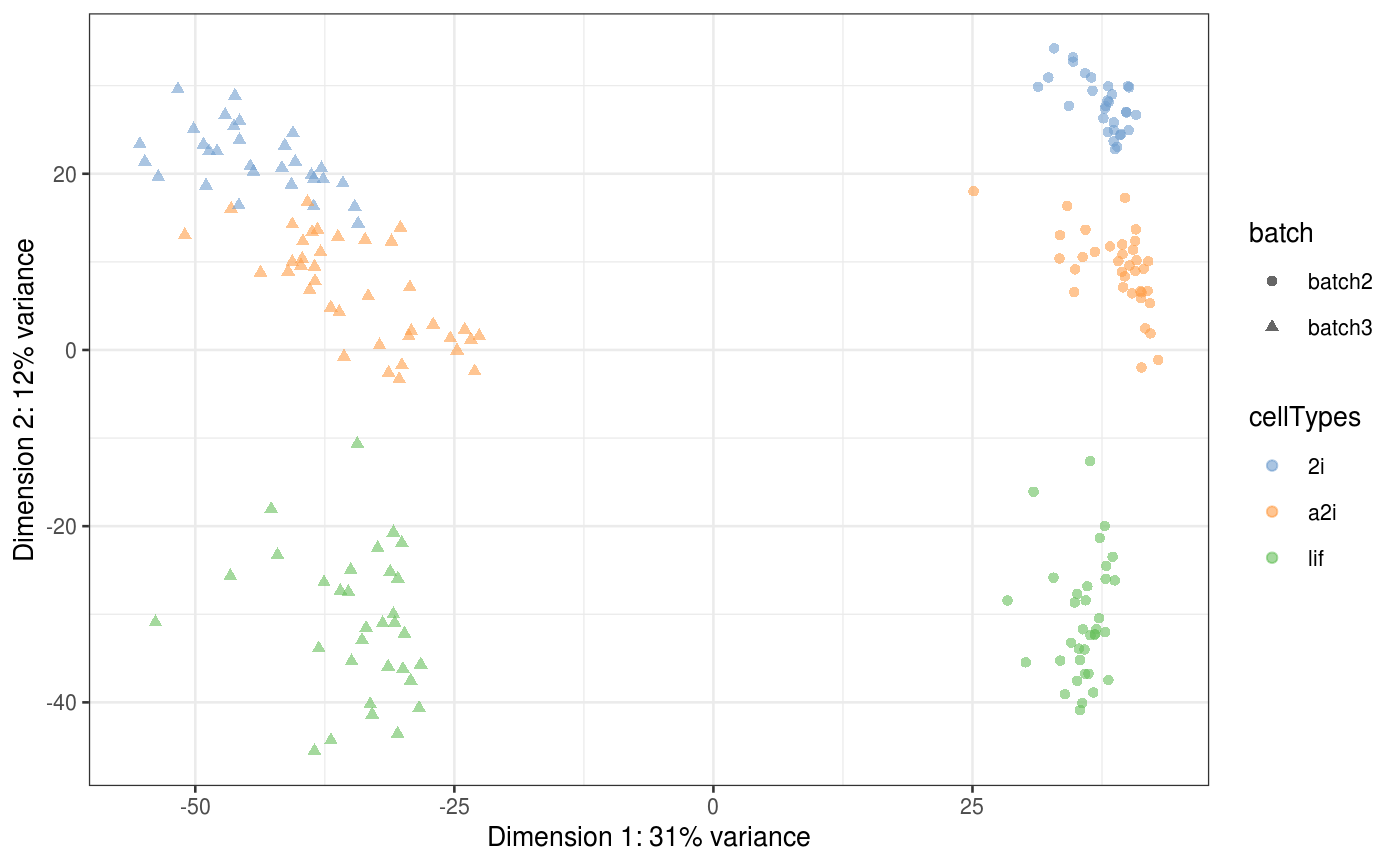 Dimension 2: 12% variance
20
0
-20
-40
-50
-25
0
25
Dimension 1: 31% variance
batch
batch2
batch3
cellTypes
2i
a2i
lif